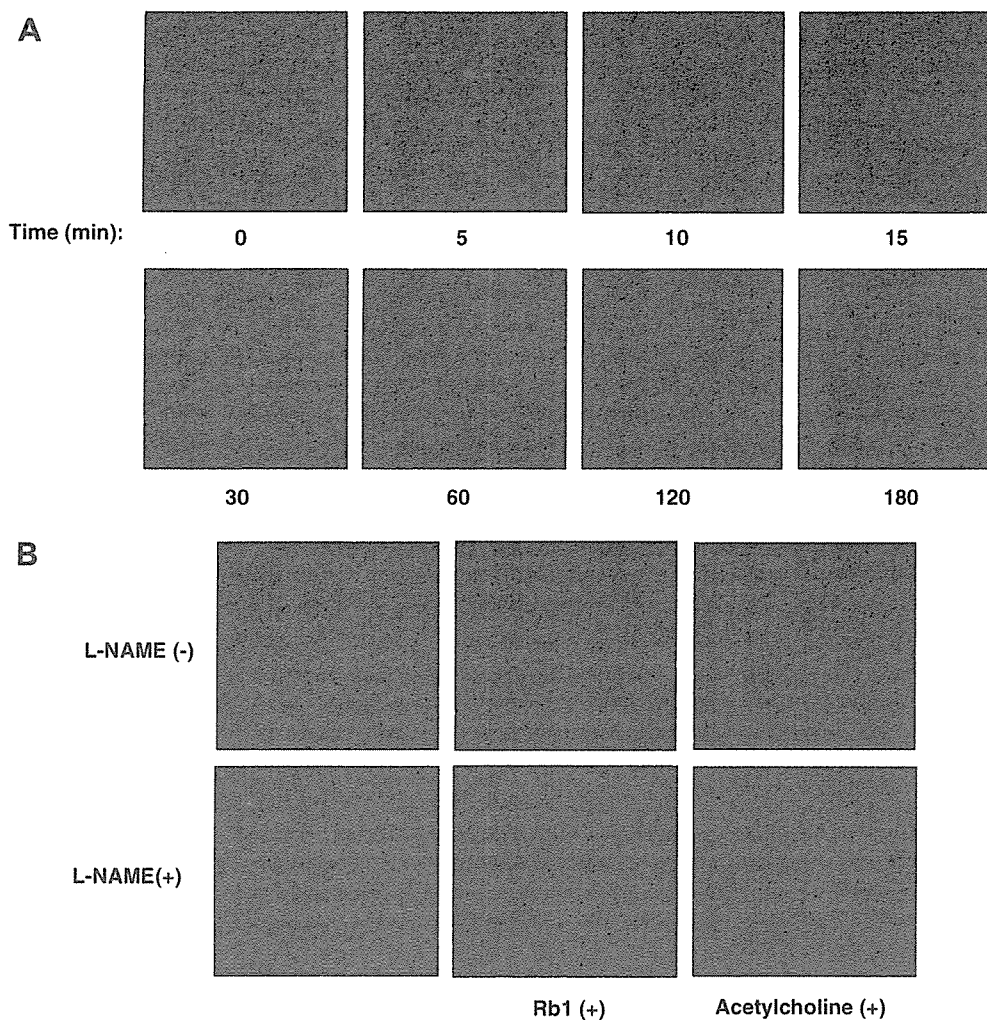 A
Time (min): 0 5 10 15
30 60 120 180
B
L-NAME (-)
L-NAME(+)
Rb1 (+) Acetylcholine (+)